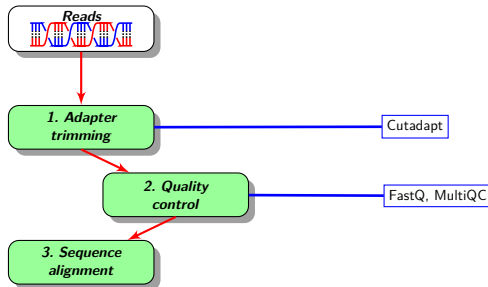 Reads
1. Adapter
trimming
Cutadapt
2. Quality
control
FastQ, MultiQC
3. Sequence
alignment